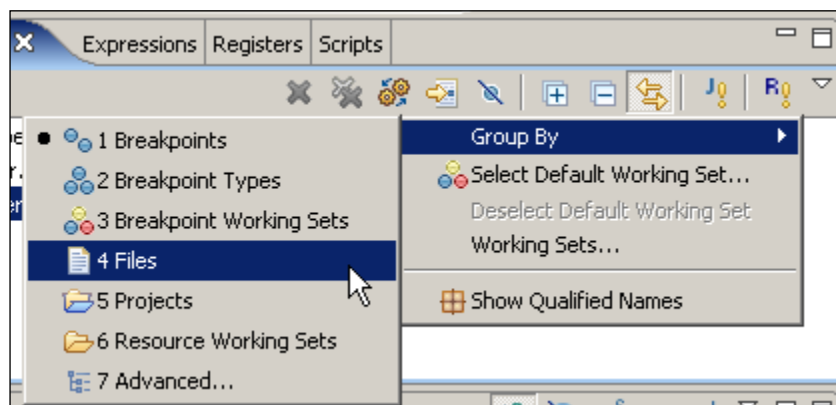 Expressions Registers Scripts
J R
1 Breakpoints
2 Breakpoint Types
3 Breakpoint Working Sets
4 Files
5 Projects
6 Resource Working Sets
7 Advanced...
Group By
Select Default Working Set...
Deselect Default Working Set
Working Sets...
Show Qualified Names